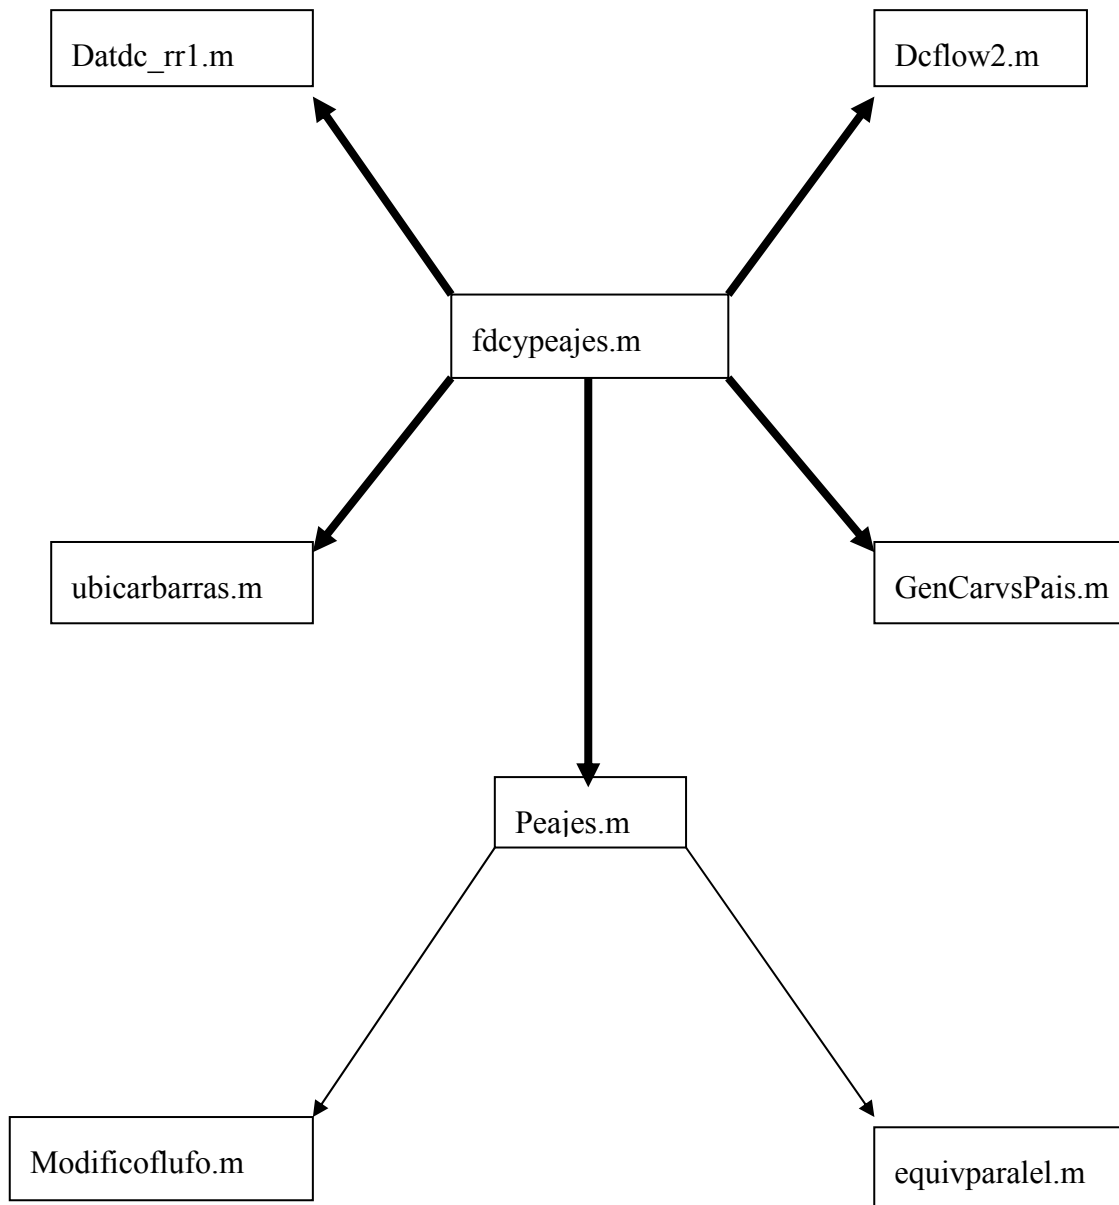 Datdc_rr1.m
Dcflow2.m
fdcypeajes.m
ubicarbarras.m
GenCarvsPais.m
Peajes.m
Modificoflufo.m
equivparalel.m